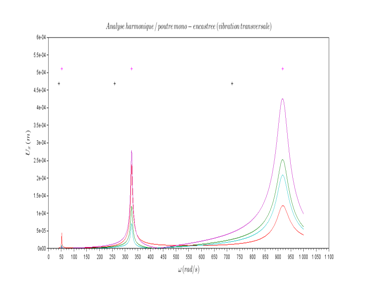 Analyse harmonique / poutre mono − encastree (vibration transversale)
6e-04
5.5e-04
5e-04
4.5e-04
4e-04
3.5e-04
3e-04
2.5e-04
2e-04
1.5e-04
1e-04
5e-05
0e+00
0 50 100 150 200 250 300 350 400 450 500 550 600 650 700 750 800 850 900 950 1 000 1 050 1 100
ω(rad/s)